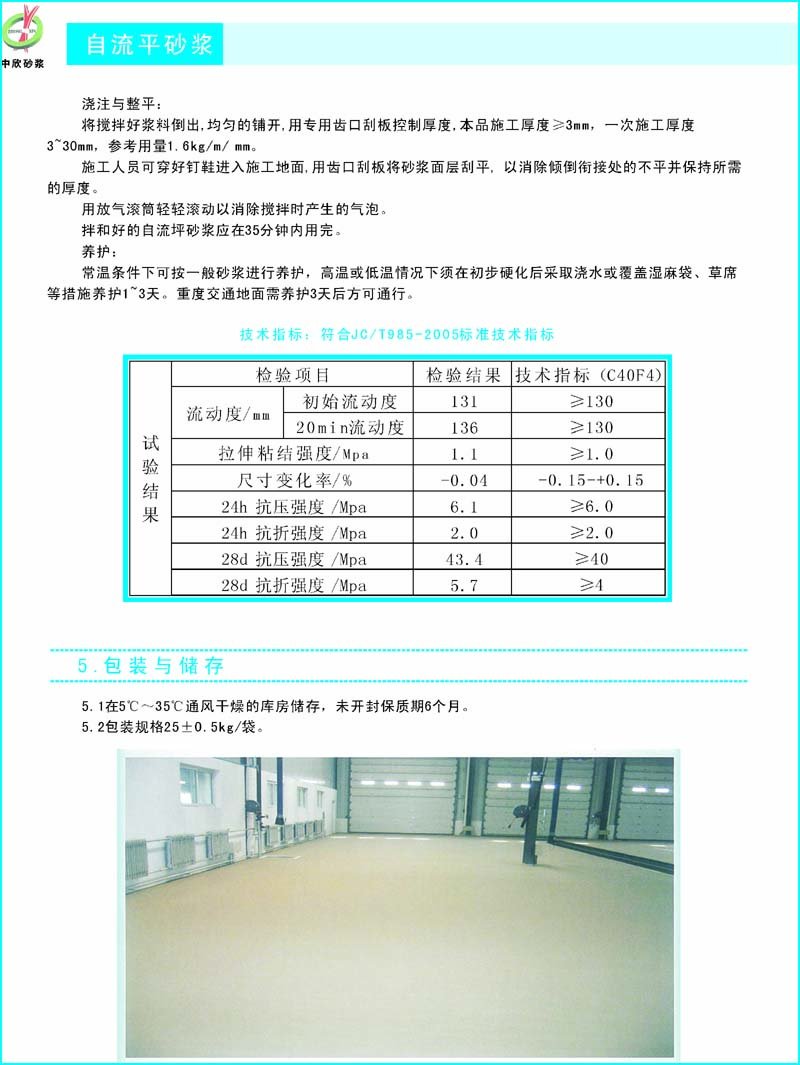 中欣砂浆
自流平砂浆
浇注与整平：
将搅拌好浆料倒出,均匀的铺开,用专用齿口刮板控制厚度,本品施工厚度≥3mm，一次施工厚度
3~30mm，参考用量1.6kg/m/ mm。
施工人员可穿好钉鞋进入施工地面,用齿口刮板将砂浆面层刮平，以消除倾倒衔接处的不平并保持所需
的厚度。
用放气滚筒轻轻滚动以消除搅拌时产生的气泡。
拌和好的自流坪砂浆应在35分钟内用完。
养护：
常温条件下可按一般砂浆进行养护，高温或低温情况下须在初步硬化后采取浇水或覆盖湿麻袋、草席
等措施养护1~3天。重度交通地面需养护3天后方可通行。
技术指标：符合JC/T985-2005标准技术指标
试验结果
检验项目 检验结果 技术指标（C40F4）
流动度/mm 初始流动度 131 ≥130
20min流动度 136 ≥130
拉伸粘结强度/Mpa 1.1 ≥1.0
尺寸变化率/% -0.04 -0.15-+0.15
24h 抗压强度 /Mpa 6.1 ≥6.0
24h 抗折强度 /Mpa 2.0 ≥2.0
28d 抗压强度 /Mpa 43.4 ≥40
28d 抗折强度 /Mpa 5.7 ≥4
5.包装与储存
5.1在5℃～35℃通风干燥的库房储存，未开封保质期6个月。
5.2包装规格25±0.5kg/袋。